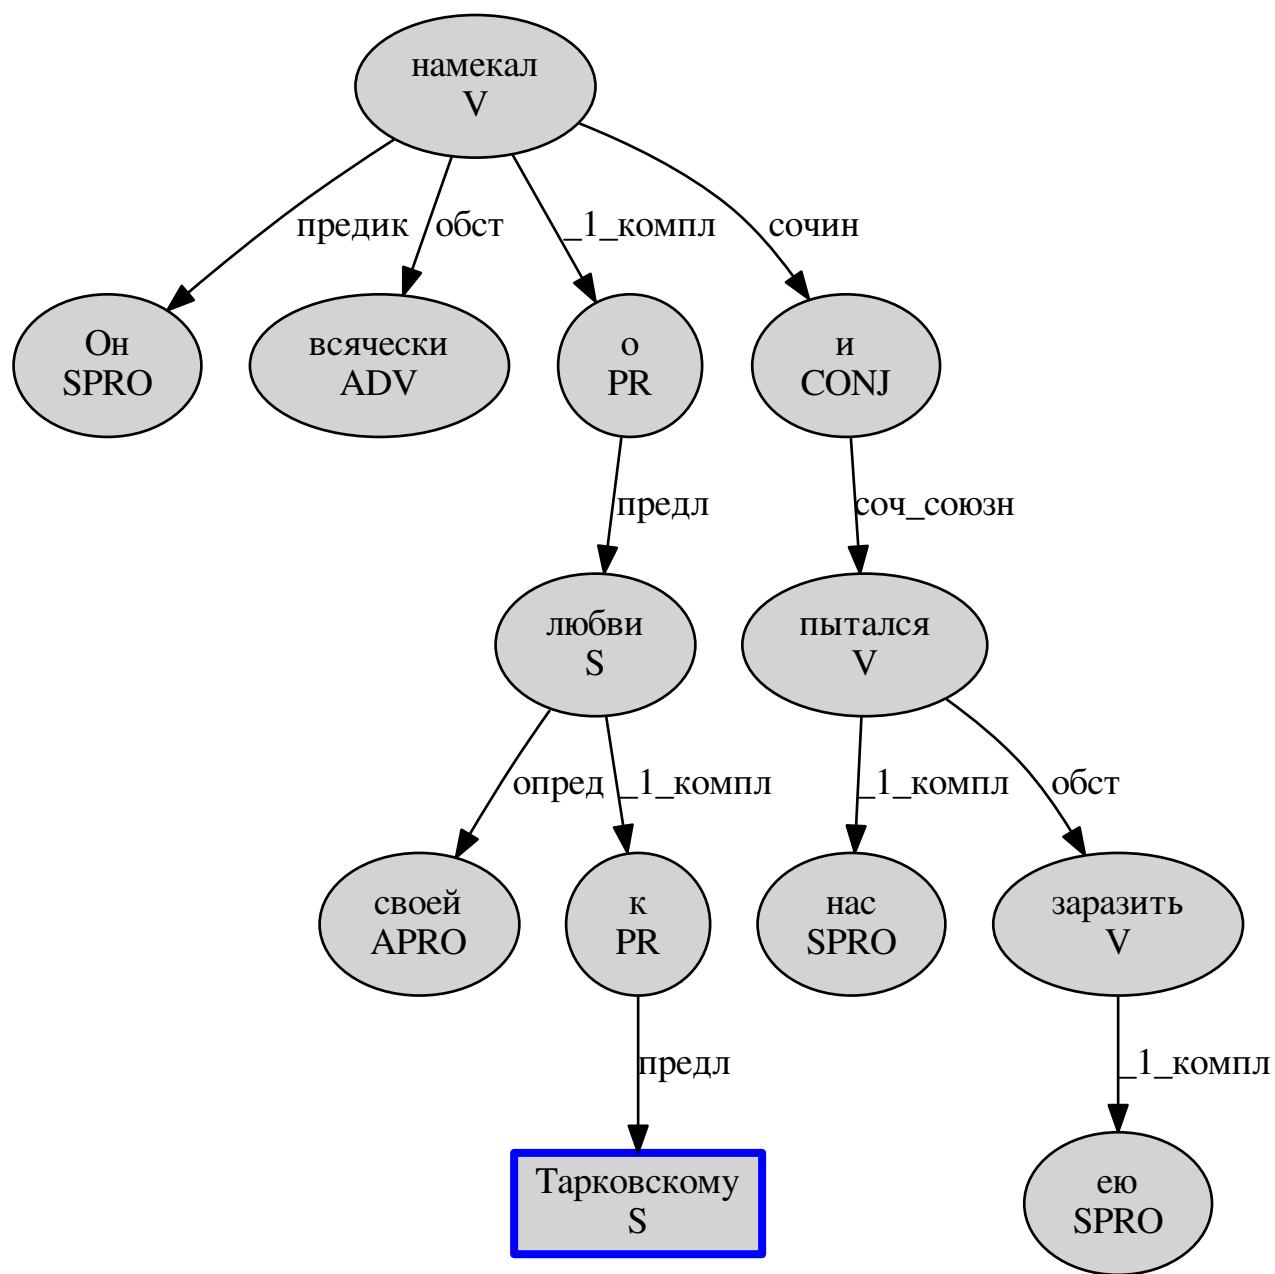 намекал
V
предик обст _1_компл сочин
Он
SPRO
всячески
ADV
о
PR
и
CONJ
предл соч_союзн
любви
S
пытался
V
опред _1_компл _1_компл обст
своей
APRO
к
PR
нас
SPRO
заразить
V
предл _1_компл
Тарковскому
S
ею
SPRO